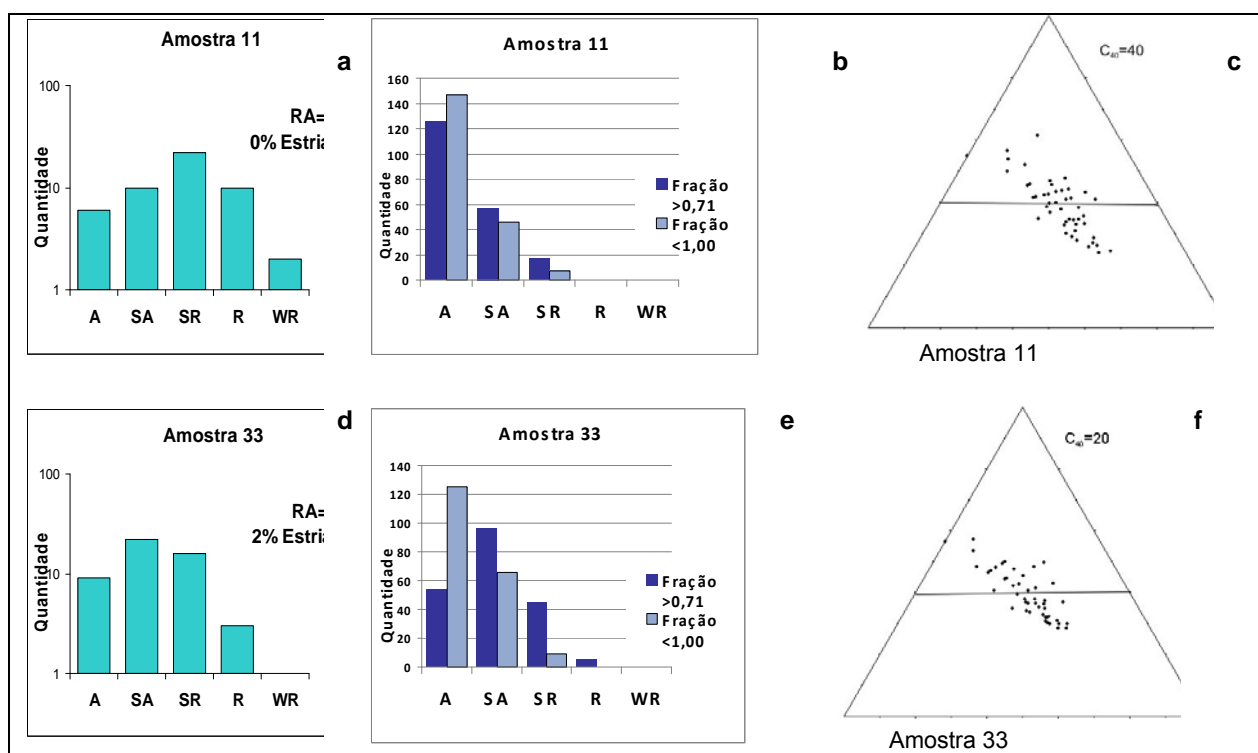 Amostra 11
a
100
10
1
Quantidade
RA=
0% Estria
A SA SR R WR
Amostra 11
b
160
140
120
100
80
60
40
20
0
Quantidade
Fração
>0,71
Fração
<1,00
A SA SR R WR
c
C40=40
Amostra 11
Amostra 33
d
100
10
1
Quantidade
RA=
2% Estria
A SA SR R WR
Amostra 33
e
140
120
100
80
60
40
20
0
Quantidade
Fração
>0,71
Fração
<1,00
A SA SR R WR
f
C40=20
Amostra 33